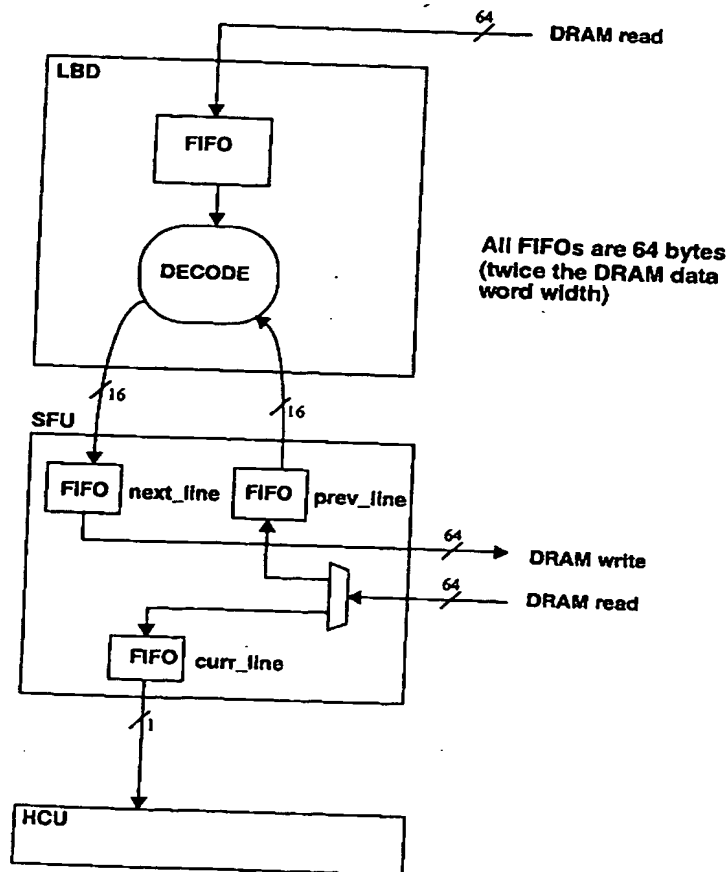 64
DRAM read
LBD
FIFO
DECODE
All FIFOs are 64 bytes
(twice the DRAM data
word width)
16
16
SFU
FIFO
next_line
FIFO
prev_line
64
DRAM write
64
DRAM read
FIFO
curr_line
1
HCU